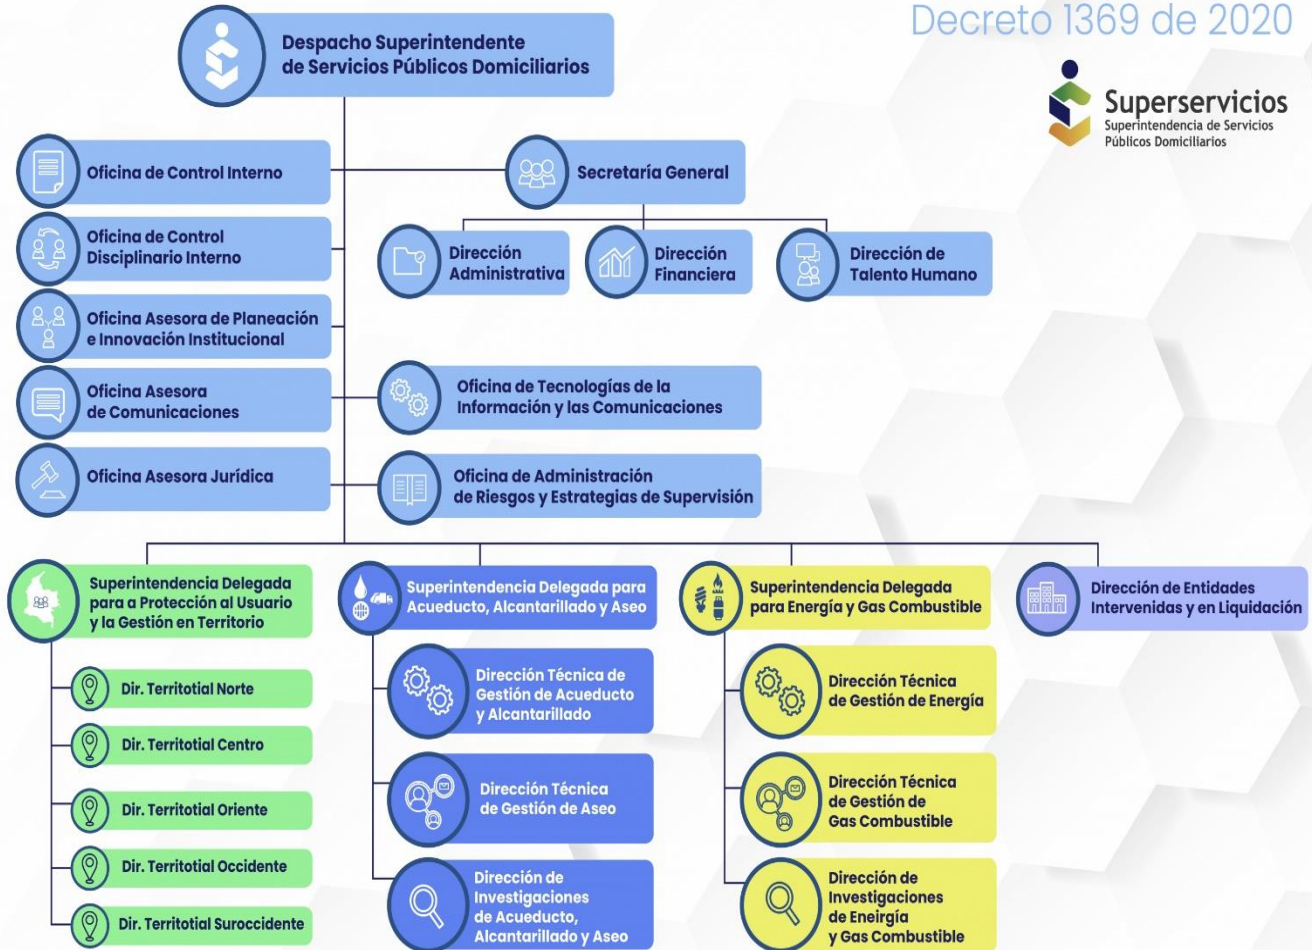 Decreto 1369 de 2020
Despacho Superintendente
de Servicios Públicos Domiciliarios
Superservicios
Superintendencia de Servicios
Públicos Domiciliarios
Oficina de Control Interno
Secretaría General
Oficina de Control
Disciplinario Interno
Dirección
Administrativa
Dirección
Financiera
Dirección de
Talento Humano
Oficina Asesora de Planeación
e Innovación Institucional
Oficina Asesora
de Comunicaciones
Oficina de Tecnologías de la
Información y las Comunicaciones
Oficina Asesora Jurídica
Oficina de Administración
de Riesgos y Estrategias de Supervisión
Superintendencia Delegada
para a Protección al Usuario
y la Gestión en Territorio
Dir. Territotial Norte
Dir. Territotial Centro
Dir. Territotial Oriente
Dir. Territotial Occidente
Dir. Territotial Suroccidente
Superintendencia Delegada para
Acueducto, Alcantarillado y Aseo
Dirección Técnica de
Gestión de Acueducto
y Alcantarillado
Dirección Técnica
de Gestión de Aseo
Dirección de
Investigaciones
de Acueducto,
Alcantarillado y Aseo
Superintendencia Delegada
para Energía y Gas Combustible
Dirección Técnica
de Gestión de Energía
Dirección Técnica
de Gestión de
Gas Combustible
Dirección de
Investigaciones
de Eneirgía
y Gas Combustible
Dirección de Entidades
Intervenidas y en Liquidación